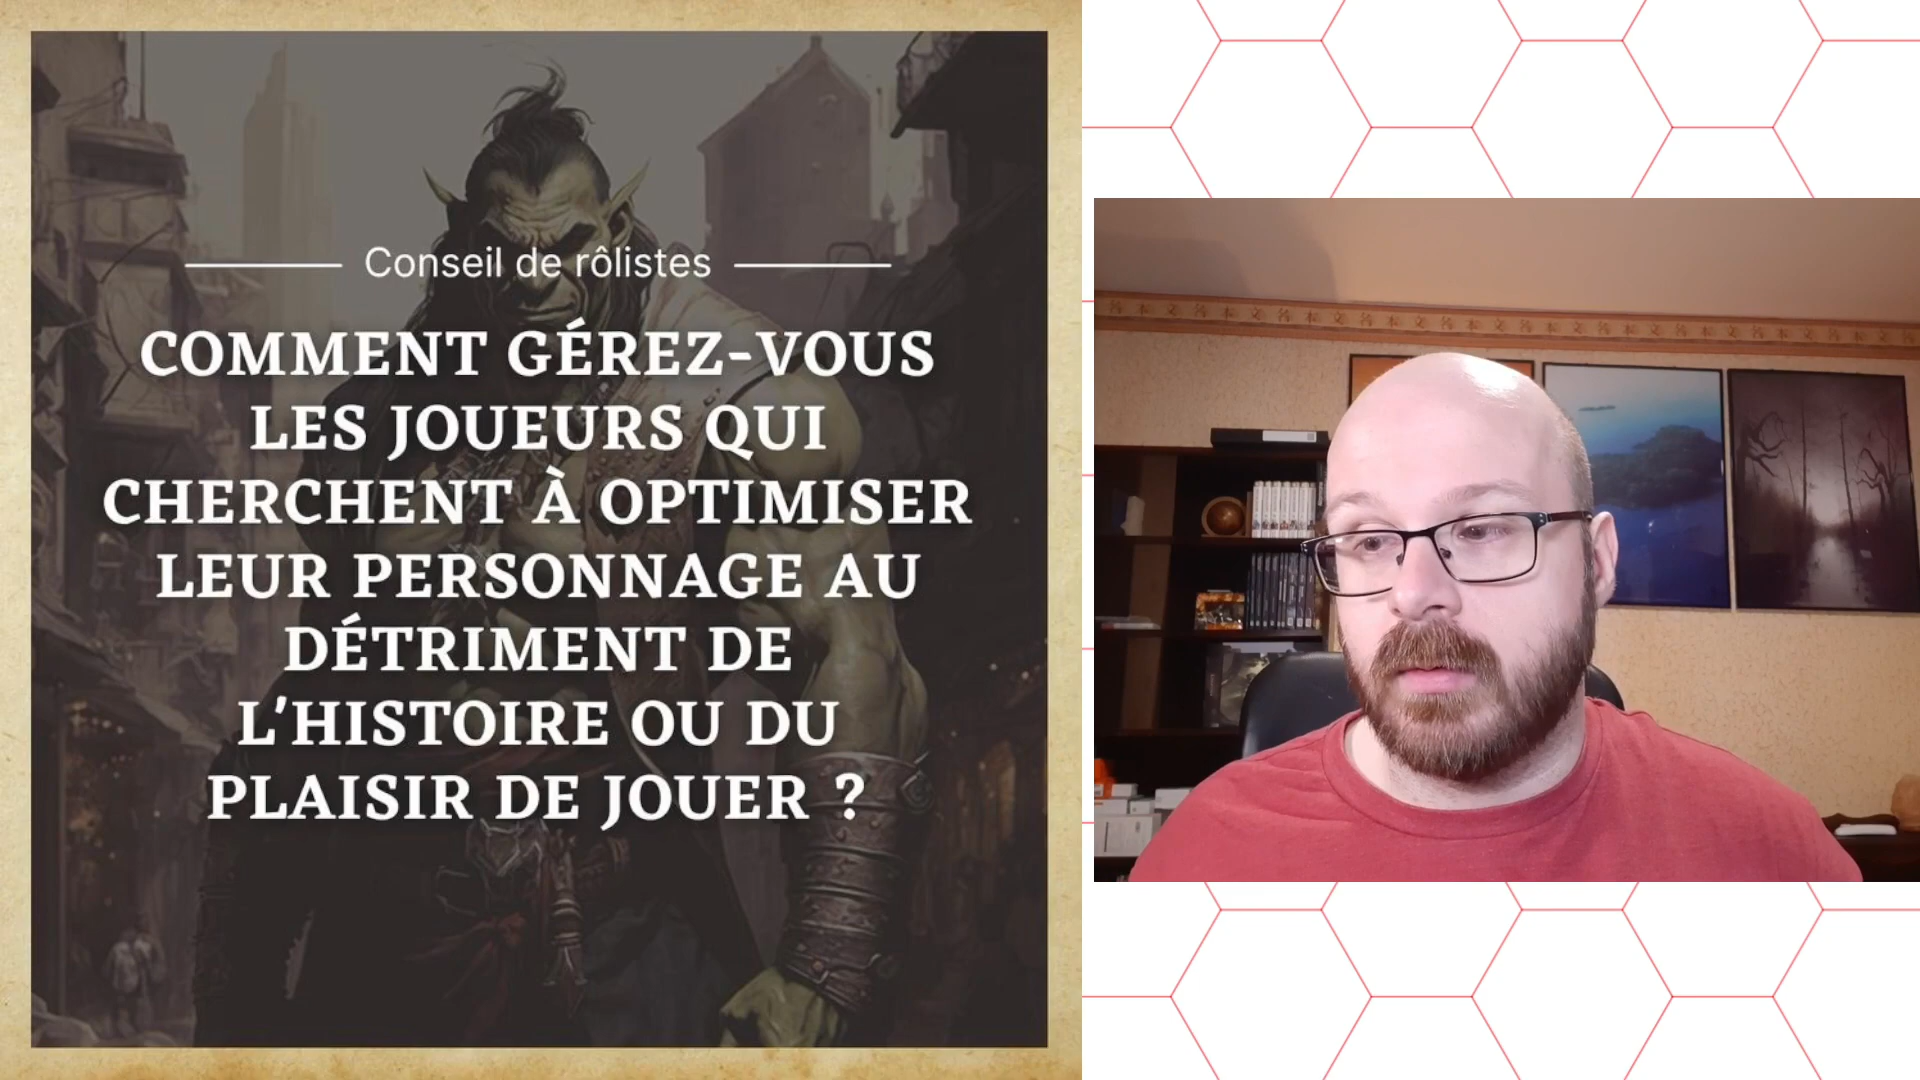 Conseil de rôlistes
COMMENT GÉREZ-VOUS
LES JOUEURS QUI
CHERCHENT À OPTIMISER
LEUR PERSONNAGE AU
DÉTRIMENT DE
L'HISTOIRE OU DU
PLAISIR DE JOUER ?